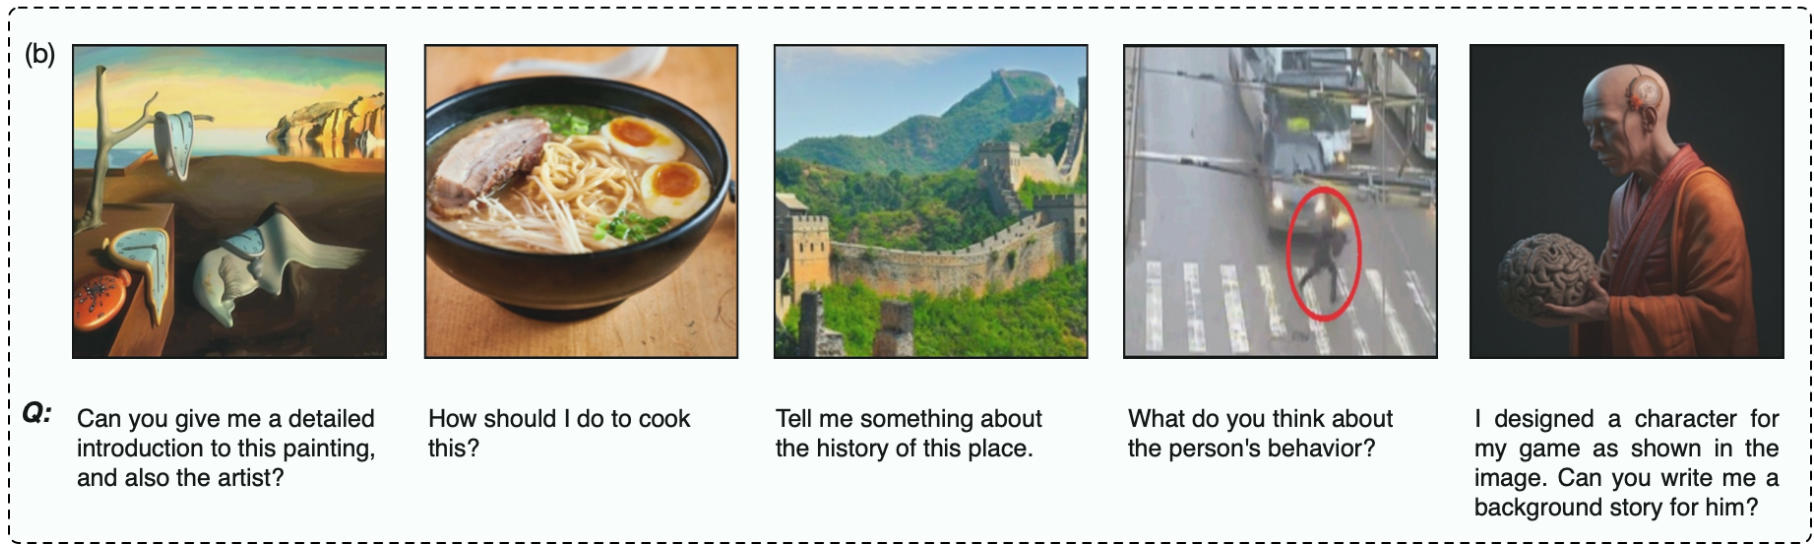 (b)
Q:
Can you give me a detailed
introduction to this painting,
and also the artist?
How should I do to cook
this?
Tell me something about
the history of this place.
What do you think about
the person's behavior?
I designed a character for
my game as shown in the
image. Can you write me a
background story for him?